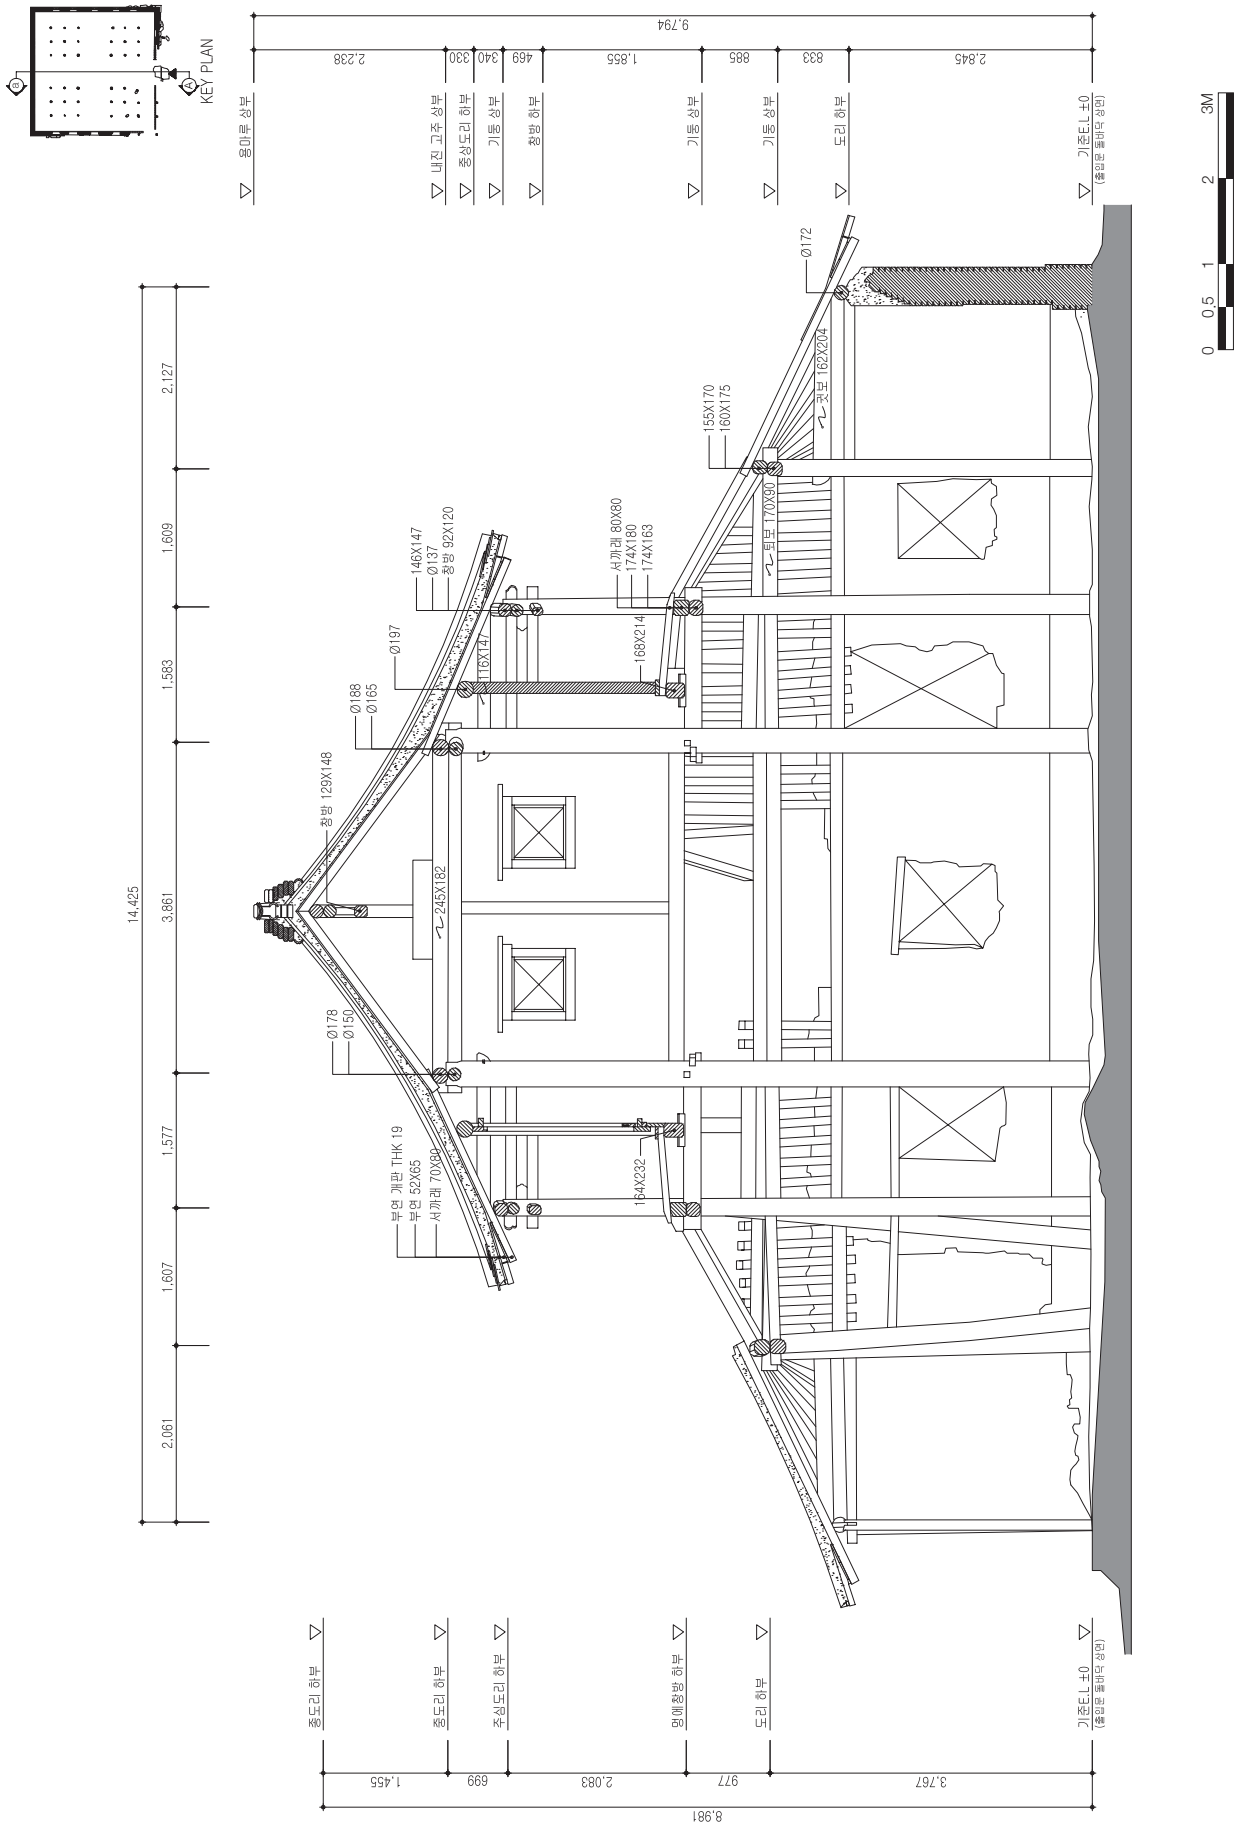 KEY PLAN
a
A
9,794
2,238
330
340
469
1,855
885
833
2,845
용마루 상부
내진 고주 상부
중상도리 하부
기둥 상부
창방 하부
기둥 상부
기둥 상부
도리 하부
기준E.L ±0
(출입문 돌바닥 상면)
0
0,5
1
2
3M
14,425
2,061
1,607
1,577
3,861
1,583
1,609
2,127
부연 개판 THK 19
부연 52X65
서까래 70X80
Ø178
Ø150
창방 129X148
245X182
Ø188
Ø165
Ø197
116X147
146X147
Ø137
창방 92X120
서까래 80X80
174X180
174X163
168X214
164X232
155X170
160X175
퇴보 170X90
귓보 162X204
Ø172
종도리 하부
중도리 하부
주심도리 하부
멍에창방 하부
도리 하부
기준E.L ±0
(출입문 돌바닥 상면)
1,455
699
2,083
977
3,767
8,981